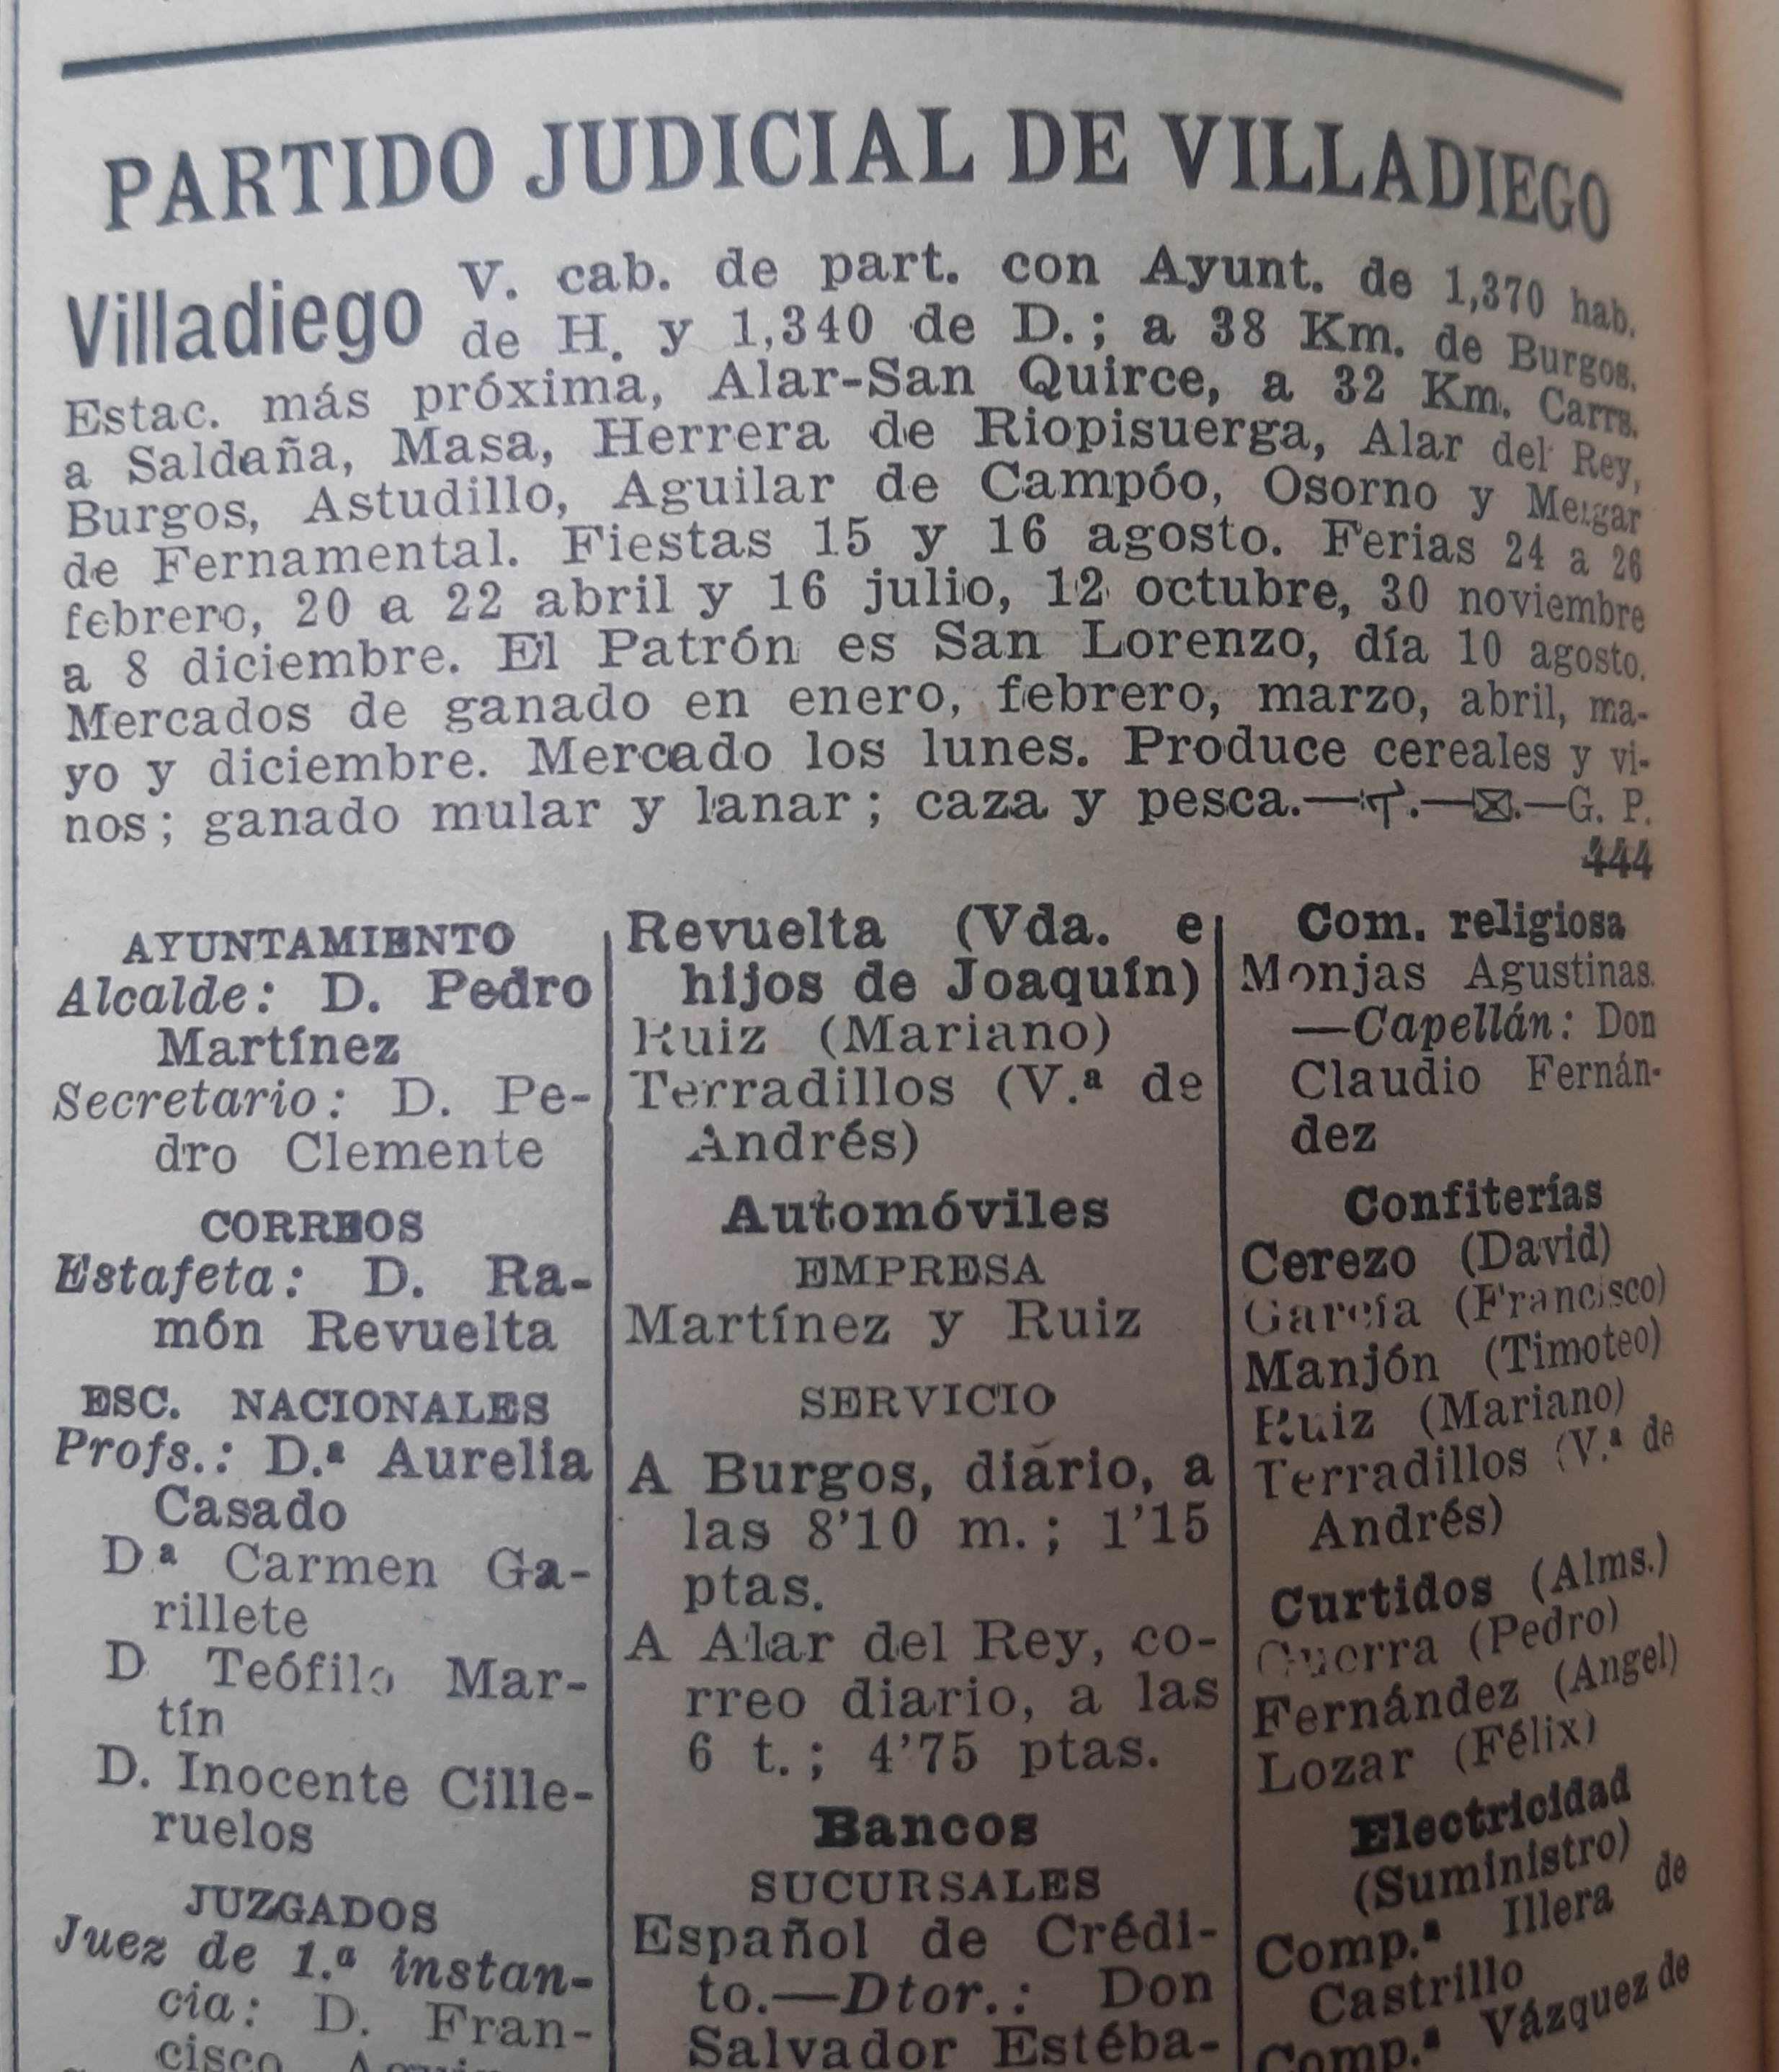 PARTIDO JUDICIAL DE VILLADIEGO
Villadiego V. cab. de part. con Ayunt. de 1,370 hab.
de H. y 1,340 de D.; a 38 Km. de Burgos.
Estac. más próxima, Alar-San Quirce, a 32 Km. Carrs.
a Saldaña, Masa, Herrera de Riopisuerga, Alar del Rey,
Burgos, Astudillo, Aguilar de Campóo, Osorno y Melgar
de Fernamental. Fiestas 15 y 16 agosto. Ferias 24 a 26
febrero, 20 a 22 abril y 16 julio, 12 octubre, 30 noviembre
a 8 diciembre. El Patrón es San Lorenzo, día 10 agosto.
Mercados de ganado en enero, febrero, marzo, abril, ma-
yo y diciembre. Mercado los lunes. Produce cereales y vi-
nos; ganado mular y lanar; caza y pesca.—.—.—G. P.
444
AYUNTAMIENTO
Alcalde: D. Pedro
Martínez
Secretario: D. Pe-
dro Clemente
CORREOS
Estafeta: D. Ra-
món Revuelta
ESC. NACIONALES
Profs.: D.ª Aurelia
Casado
D.ª Carmen Ga-
rillete
D. Teófilo Mar-
tín
D. Inocente Cille-
ruelos
JUZGADOS
Juez de 1.ª instan-
cia: D. Fran-
cisco
Revuelta (Vda. e
hijos de Joaquín)
Ruiz (Mariano)
Terradillos (V.ª de
Andrés)
Automóviles
EMPRESA
Martínez y Ruiz
SERVICIO
A Burgos, diario, a
las 8'10 m.; 1'15
ptas.
A Alar del Rey, co-
rreo diario, a las
6 t.; 4'75 ptas.
Bancos
SUCURSALES
Español de Crédi-
to.—Dtor.: Don
Salvador Estéba-
Com. religiosa
Monjas Agustinas.
—Capellán: Don
Claudio Fernán-
dez
Confiterías
Cerezo (David)
García (Francisco)
Manjón (Timoteo)
Ruiz (Mariano)
Terradillos (V.ª de
Andrés)
Curtidos (Alms.)
Guerra (Pedro)
Fernández (Angel)
Lozar (Félix)
Electricidad
(Suministro)
Comp.ª Illera de
Castrillo
Comp.ª Vázquez de